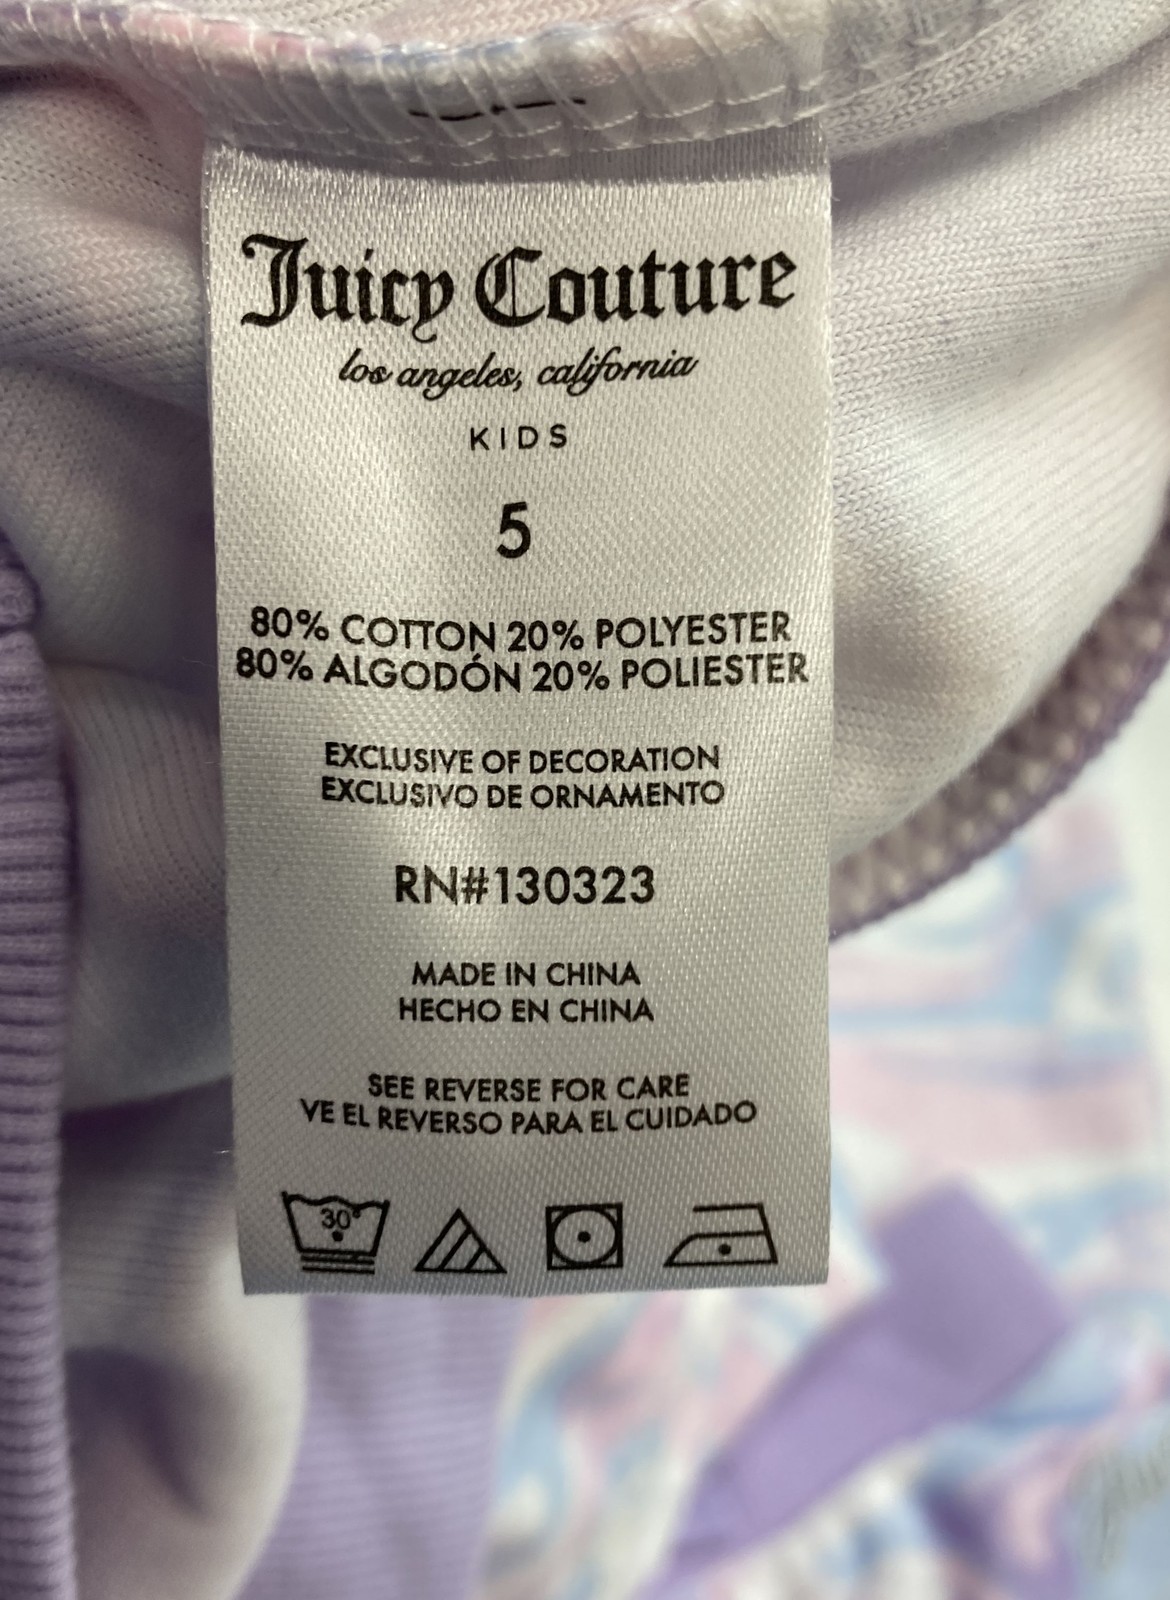 Juicy Couture
los angeles, california
KIDS
5
80% COTTON 20% POLYESTER
80% ALGODÓN 20% POLIESTER
EXCLUSIVE OF DECORATION
EXCLUSIVO DE ORNAMENTO
RN#130323
MADE IN CHINA
HECHO EN CHINA
SEE REVERSE FOR CARE
VE EL REVERSO PARA EL CUIDADO
30°